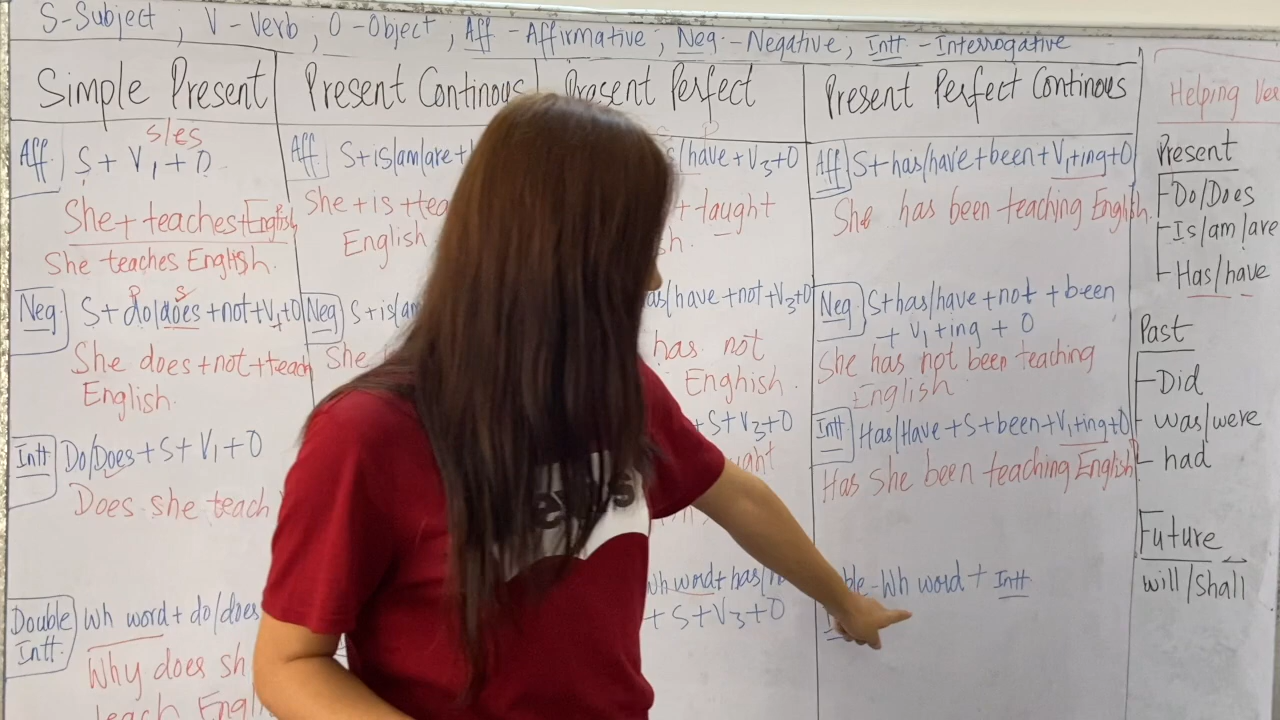 S-Subject, V-Verb, O-Object, Aff-Affirmative, Neg-Negative, Intt-Interrogative
Simple Present
s/es
Aff S + V1 + O
She + teaches + English
She teaches English.
P S
Neg S + do/does + not + V1 + O
She does + not + teach
English.
Intt Do/Does + S + V1 + O
Does she teach
Double Intt. Wh word + do/does
Why does sh
teach Engl
Present Continous
Aff S + is/am/are +
She + is + tea
English
Neg S + is/am
She
Present Perfect
/have + V3 + O
+ taught
has/have + not + V3 + O
has not
Enghish.
+ S + V3 + O
Wh word + has/
+ S + V3 + O
Present Perfect Continous
Aff S + has/have + been + V1 + ing + O
She has been teaching English.
Neg S + has/have + not + been
+ V1 + ing + O
She has not been teaching
English
Intt Has/Have + S + been + V1 + ing + O
Has She been teaching English
ble - Wh word + Intt
Helping Ver
Present
Do/Does
Is/am/are
Has/have
Past
Did
was/were
had
Future
will/Shall